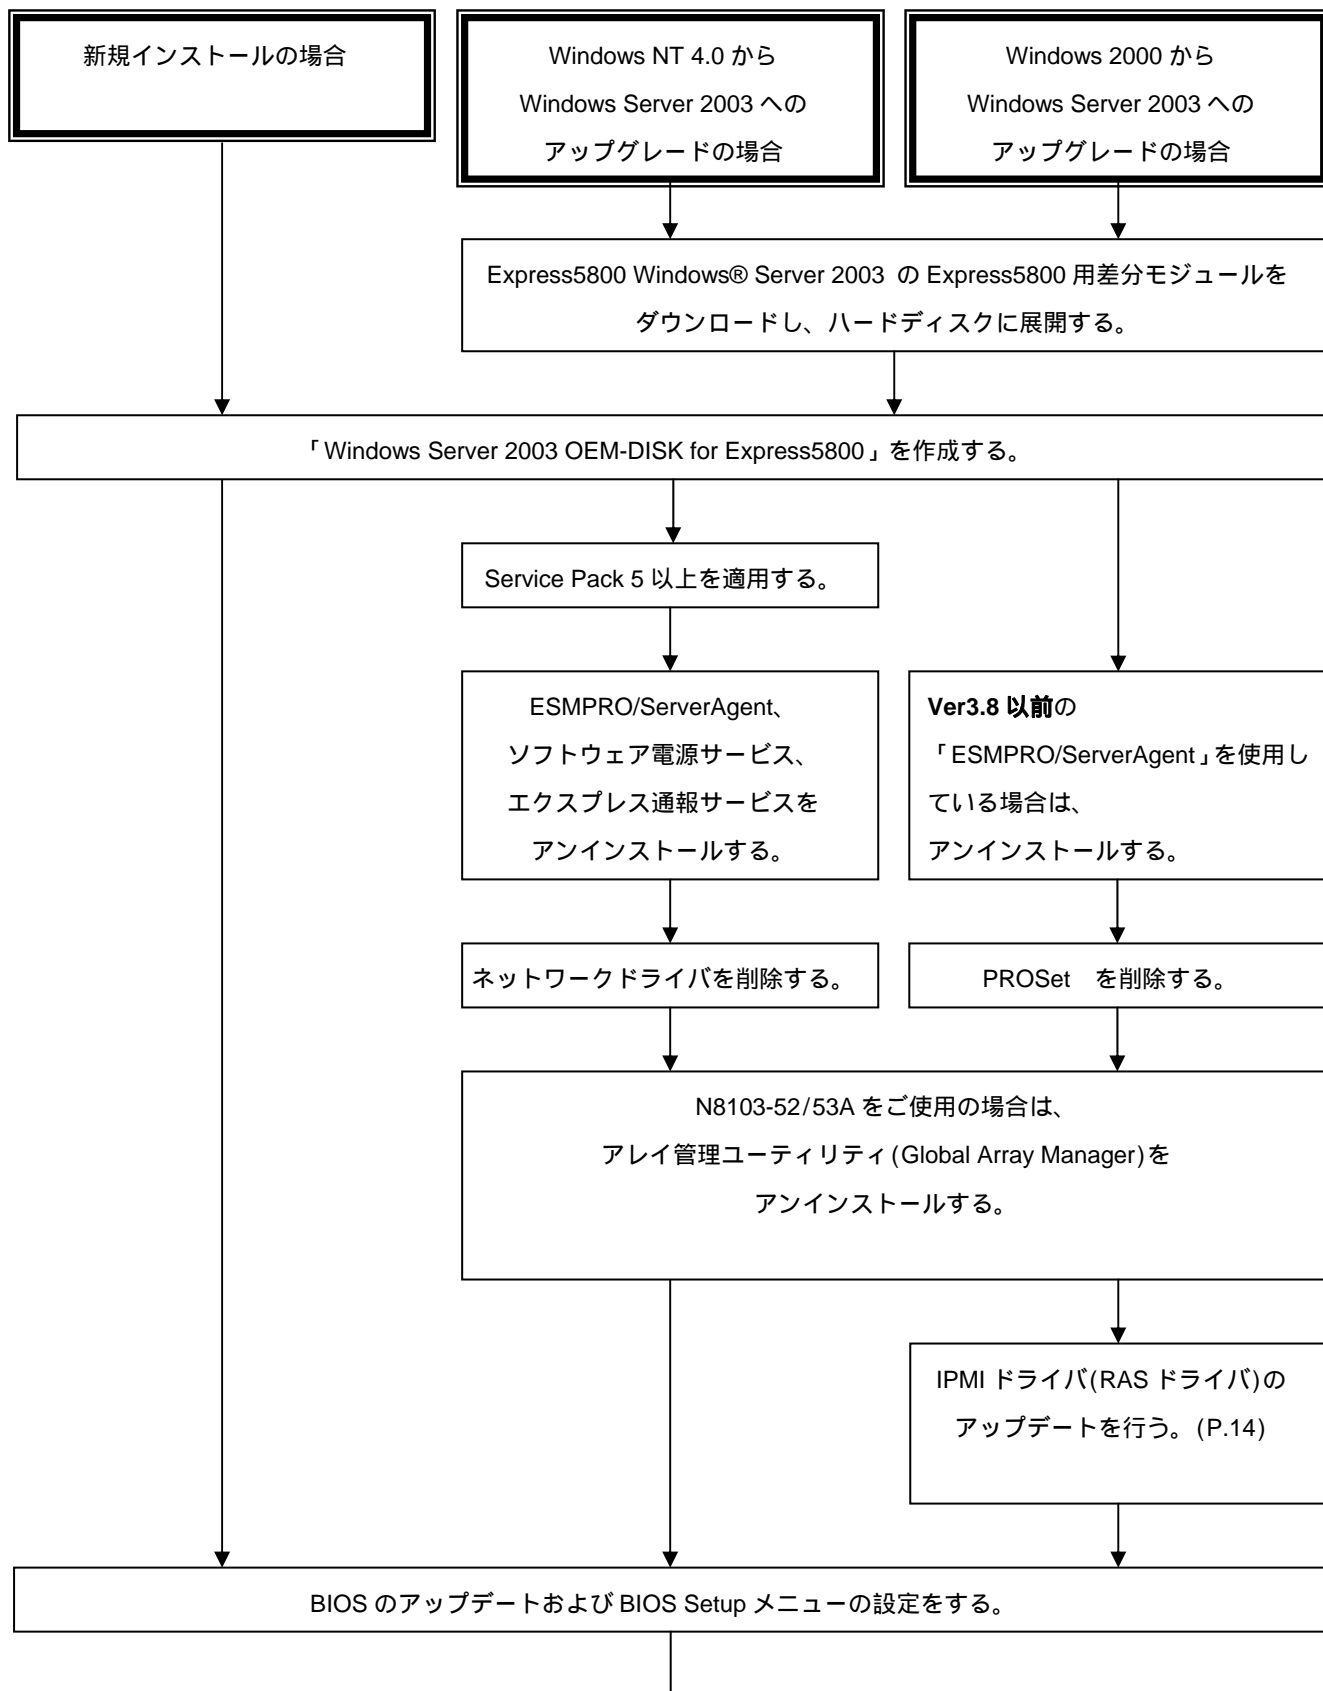 新規インストールの場合
Windows NT 4.0 から
Windows Server 2003 への
アップグレードの場合
Windows 2000 から
Windows Server 2003 への
アップグレードの場合
Express5800 Windows® Server 2003 の Express5800 用差分モジュールを
ダウンロードし、ハードディスクに展開する。
「Windows Server 2003 OEM-DISK for Express5800」を作成する。
Service Pack 5 以上を適用する。
ESMPRO/ServerAgent、
ソフトウェア電源サービス、
エクスプレス通報サービスを
アンインストールする。
Ver3.8 以前の
「ESMPRO/ServerAgent」を使用し
ている場合は、
アンインストールする。
ネットワークドライバを削除する。
PROSet　を削除する。
N8103-52/53A をご使用の場合は、
アレイ管理ユーティリティ(Global Array Manager)を
アンインストールする。
IPMI ドライバ(RAS ドライバ)の
アップデートを行う。(P.14)
BIOS のアップデートおよび BIOS Setup メニューの設定をする。